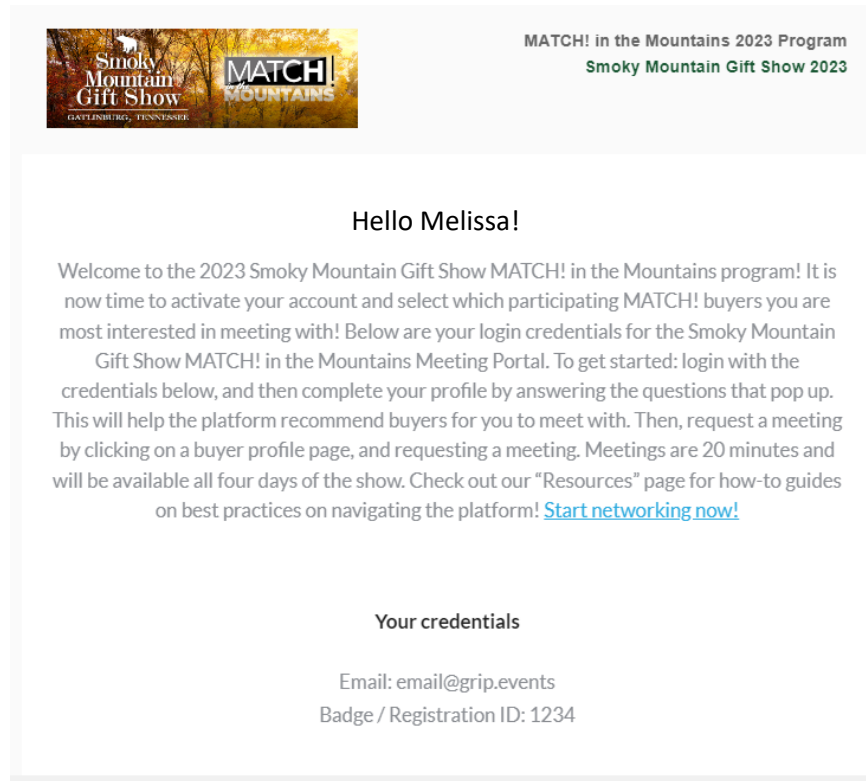 MATCH! in the Mountains 2023 Program
Smoky Mountain Gift Show 2023
Smoky
Mountain
Gift Show
GATLINBURG, TENNESSEE
MATCH!
in the
MOUNTAINS
Hello Melissa!
Welcome to the 2023 Smoky Mountain Gift Show MATCH! in the Mountains program! It is
now time to activate your account and select which participating MATCH! buyers you are
most interested in meeting with! Below are your login credentials for the Smoky Mountain
Gift Show MATCH! in the Mountains Meeting Portal. To get started: login with the
credentials below, and then complete your profile by answering the questions that pop up.
This will help the platform recommend buyers for you to meet with. Then, request a meeting
by clicking on a buyer profile page, and requesting a meeting. Meetings are 20 minutes and
will be available all four days of the show. Check out our “Resources” page for how-to guides
on best practices on navigating the platform! Start networking now!
Your credentials
Email: email@grip.events
Badge / Registration ID: 1234